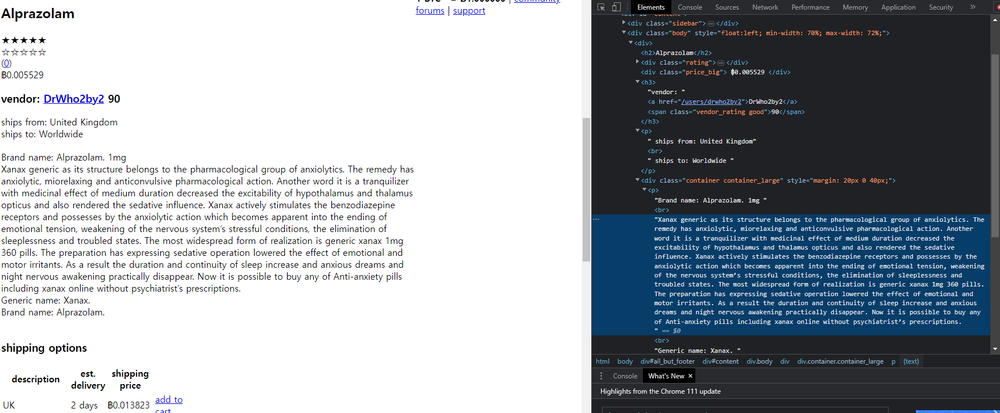 Alprazolam
forums | support
★★★★★
☆☆☆☆☆
(0)
฿0.005529
vendor: DrWho2by2 90
ships from: United Kingdom
ships to: Worldwide
Brand name: Alprazolam. 1mg
Xanax generic as its structure belongs to the pharmacological group of anxiolytics. The remedy has
anxiolytic, miorelaxing and anticonvulsive pharmacological action. Another word it is a tranquilizer
with medicinal effect of medium duration decreased the excitability of hypothalamus and thalamus
opticus and also rendered the sedative influence. Xanax actively stimulates the benzodiazepine
receptors and possesses by the anxiolytic action which becomes apparent into the ending of
emotional tension, weakening of the nervous system’s stressful conditions, the elimination of
sleeplessness and troubled states. The most widespread form of realization is generic xanax 1mg
360 pills. The preparation has expressing sedative operation lowered the effect of emotional and
motor irritants. As a result the duration and continuity of sleep increase and anxious dreams and
night nervous awakening practically disappear. Now it is possible to buy any of Anti-anxiety pills
including xanax online without psychiatrist’s prescriptions.
Generic name: Xanax.
Brand name: Alprazolam.
shipping options
description est. delivery shipping price
UK 2 days ฿0.013823 add to cart
Elements Console Sources Network Performance Memory Application Security »
<div class="sidebar">⋯</div>
<div class="body" style="float:left; min-width: 70%; max-width: 72%;">
<div>
<h2>Alprazolam</h2>
<div class="rating">⋯</div>
<div class="price_big"> ฿0.005529 </div>
<h3>
"vendor: "
<a href="/users/drwho2by2">DrWho2by2</a>
<span class="vendor_rating good">90</span>
</h3>
<p>
" ships from: United Kingdom"
<br>
" ships to: Worldwide "
</p>
<div class="container container_large" style="margin: 20px 0 40px;">
<p>
"Brand name: Alprazolam. 1mg "
<br>
"Xanax generic as its structure belongs to the pharmacological group of anxiolytics. The
remedy has anxiolytic, miorelaxing and anticonvulsive pharmacological action. Another
word it is a tranquilizer with medicinal effect of medium duration decreased the
excitability of hypothalamus and thalamus opticus and also rendered the sedative
influence. Xanax actively stimulates the benzodiazepine receptors and possesses by the
anxiolytic action which becomes apparent into the ending of emotional tension, weakening
of the nervous system’s stressful conditions, the elimination of sleeplessness and
troubled states. The most widespread form of realization is generic xanax 1mg 360 pills.
The preparation has expressing sedative operation lowered the effect of emotional and
motor irritants. As a result the duration and continuity of sleep increase and anxious
dreams and night nervous awakening practically disappear. Now it is possible to buy any
of Anti-anxiety pills including xanax online without psychiatrist’s prescriptions.
" == $0
<br>
"Generic name: Xanax. "
html body div#all_but_footer div#content div.body div div.container.container_large p (text)
Console What's New ×
Highlights from the Chrome 111 update